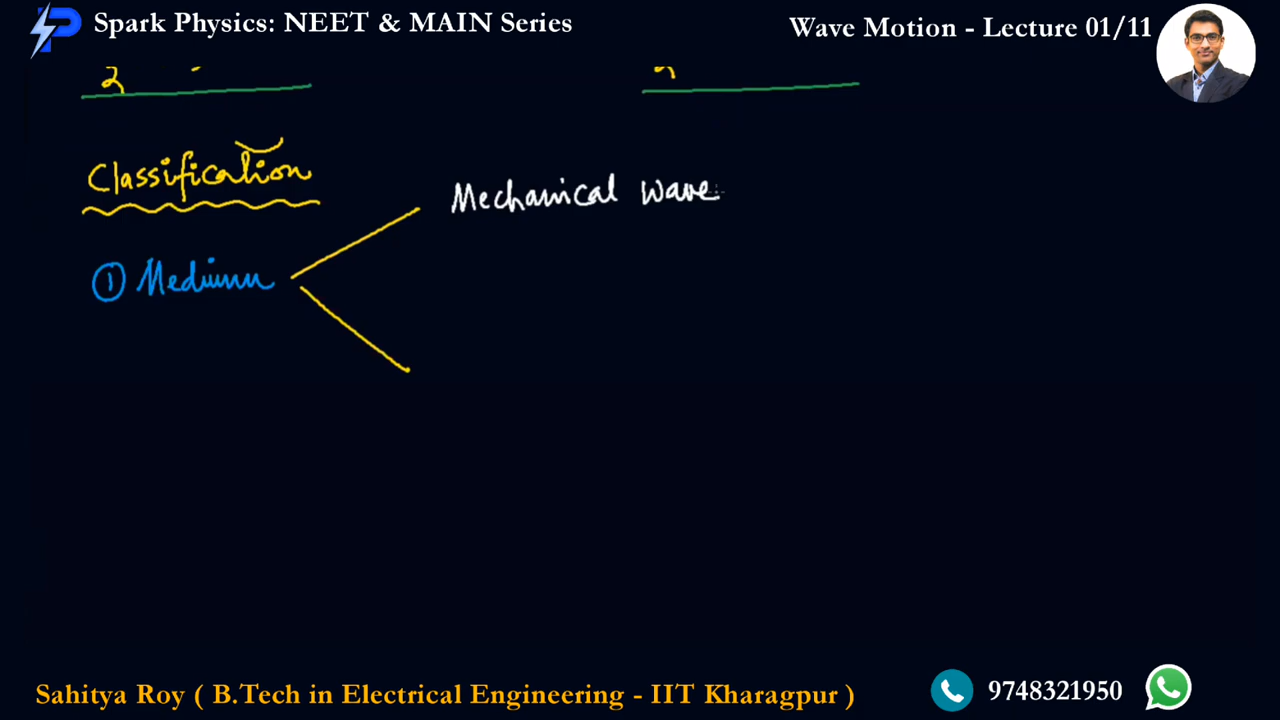 Spark Physics: NEET & MAIN Series
Wave Motion - Lecture 01/11
Classification
Mechanical wave
① Medium
Sahitya Roy ( B.Tech in Electrical Engineering - IIT Kharagpur )
9748321950